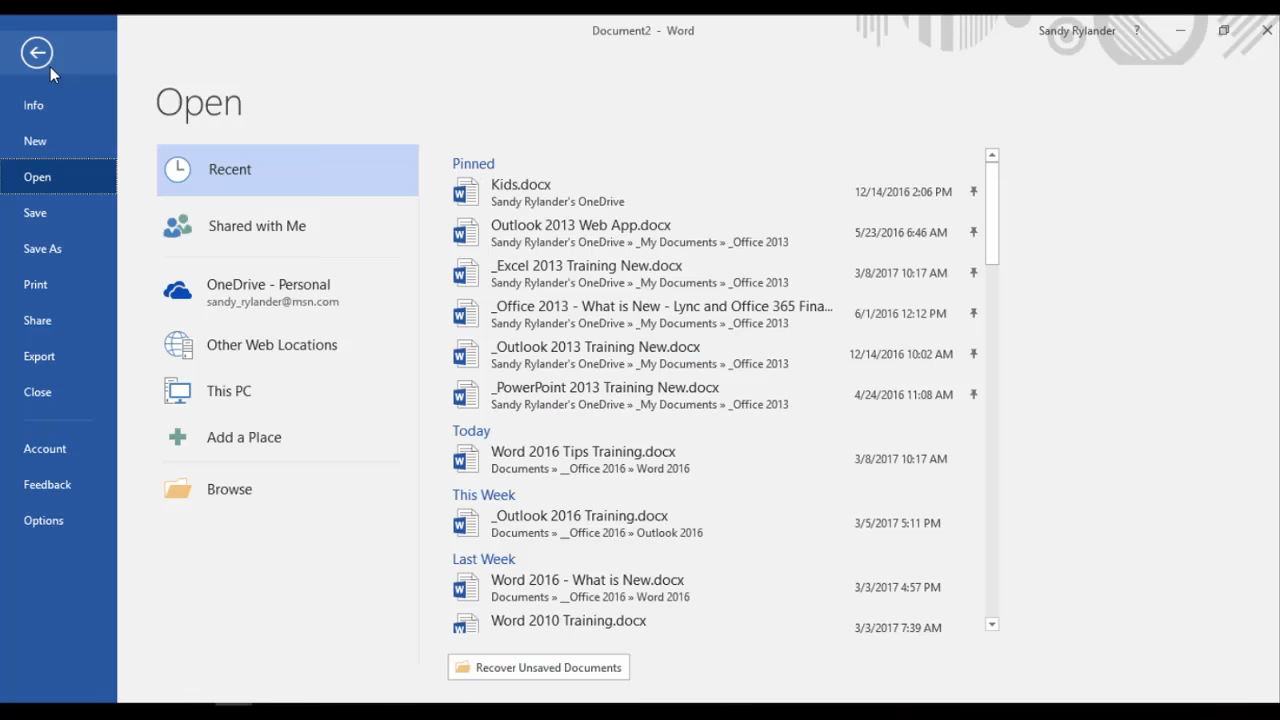 Document2 - Word
Sandy Rylander ?
Info
New
Open
Save
Save As
Print
Share
Export
Close
Account
Feedback
Options
Open
Recent
Shared with Me
OneDrive - Personal
sandy_rylander@msn.com
Other Web Locations
This PC
Add a Place
Browse
Pinned
Kids.docx
Sandy Rylander's OneDrive
12/14/2016 2:06 PM
Outlook 2013 Web App.docx
Sandy Rylander's OneDrive » _My Documents » _Office 2013
5/23/2016 6:46 AM
_Excel 2013 Training New.docx
Sandy Rylander's OneDrive » _My Documents » _Office 2013
3/8/2017 10:17 AM
_Office 2013 - What is New - Lync and Office 365 Fina...
Sandy Rylander's OneDrive » _My Documents » _Office 2013
6/1/2016 12:12 PM
_Outlook 2013 Training New.docx
Sandy Rylander's OneDrive » _My Documents » _Office 2013
12/14/2016 10:02 AM
_PowerPoint 2013 Training New.docx
Sandy Rylander's OneDrive » _My Documents » _Office 2013
4/24/2016 11:08 AM
Today
Word 2016 Tips Training.docx
Documents » __Office 2016 » Word 2016
3/8/2017 10:17 AM
This Week
_Outlook 2016 Training.docx
Documents » __Office 2016 » Outlook 2016
3/5/2017 5:11 PM
Last Week
Word 2016 - What is New.docx
Documents » __Office 2016 » Word 2016
3/3/2017 4:57 PM
Word 2010 Training.docx
3/3/2017 7:39 AM
Recover Unsaved Documents